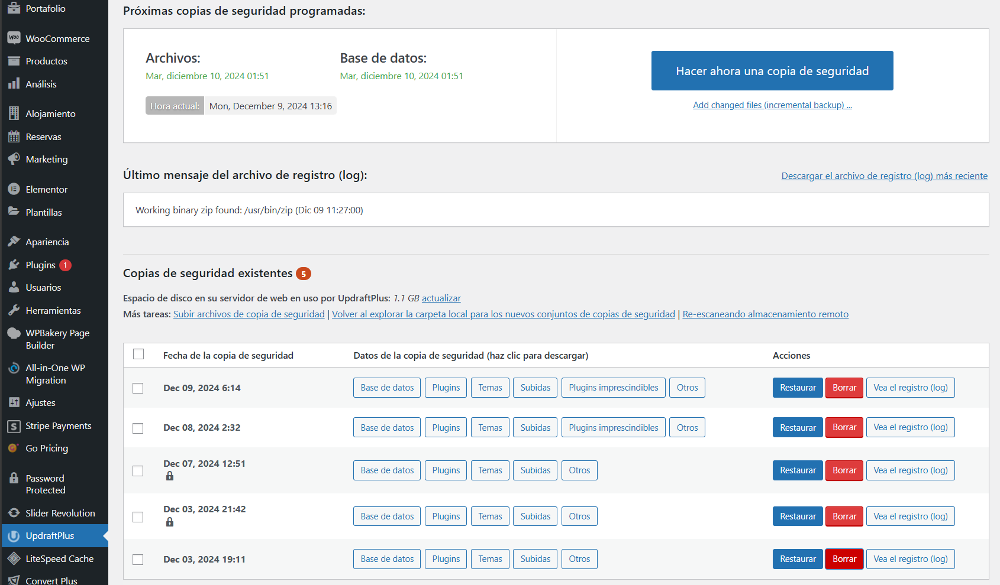 Portafolio
WooCommerce
Productos
Análisis
Alojamiento
Reservas
Marketing
Elementor
Plantillas
Apariencia
Plugins 1
Usuarios
Herramientas
WPBakery Page
Builder
All-in-One WP
Migration
Ajustes
Stripe Payments
Go Pricing
Password
Protected
Slider Revolution
UpdraftPlus
LiteSpeed Cache
Convert Plus
Próximas copias de seguridad programadas:
Archivos:
Mar, diciembre 10, 2024 01:51
Base de datos:
Mar, diciembre 10, 2024 01:51
Hora actual: Mon, December 9, 2024 13:16
Hacer ahora una copia de seguridad
Add changed files (incremental backup) ...
Último mensaje del archivo de registro (log):
Descargar el archivo de registro (log) más reciente
Working binary zip found: /usr/bin/zip (Dic 09 11:27:00)
Copias de seguridad existentes 5
Espacio de disco en su servidor de web en uso por UpdraftPlus: 1.1 GB actualizar
Más tareas: Subir archivos de copia de seguridad | Volver al explorar la carpeta local para los nuevos conjuntos de copias de seguridad | Re-escaneando almacenamiento remoto
Fecha de la copia de seguridad Datos de la copia de seguridad (haz clic para descargar) Acciones
Dec 09, 2024 6:14 Base de datos Plugins Temas Subidas Plugins imprescindibles Otros Restaurar Borrar Vea el registro (log)
Dec 08, 2024 2:32 Base de datos Plugins Temas Subidas Plugins imprescindibles Otros Restaurar Borrar Vea el registro (log)
Dec 07, 2024 12:51 Base de datos Plugins Temas Subidas Otros Restaurar Borrar Vea el registro (log)
Dec 03, 2024 21:42 Base de datos Plugins Temas Subidas Otros Restaurar Borrar Vea el registro (log)
Dec 03, 2024 19:11 Base de datos Plugins Temas Subidas Otros Restaurar Borrar Vea el registro (log)